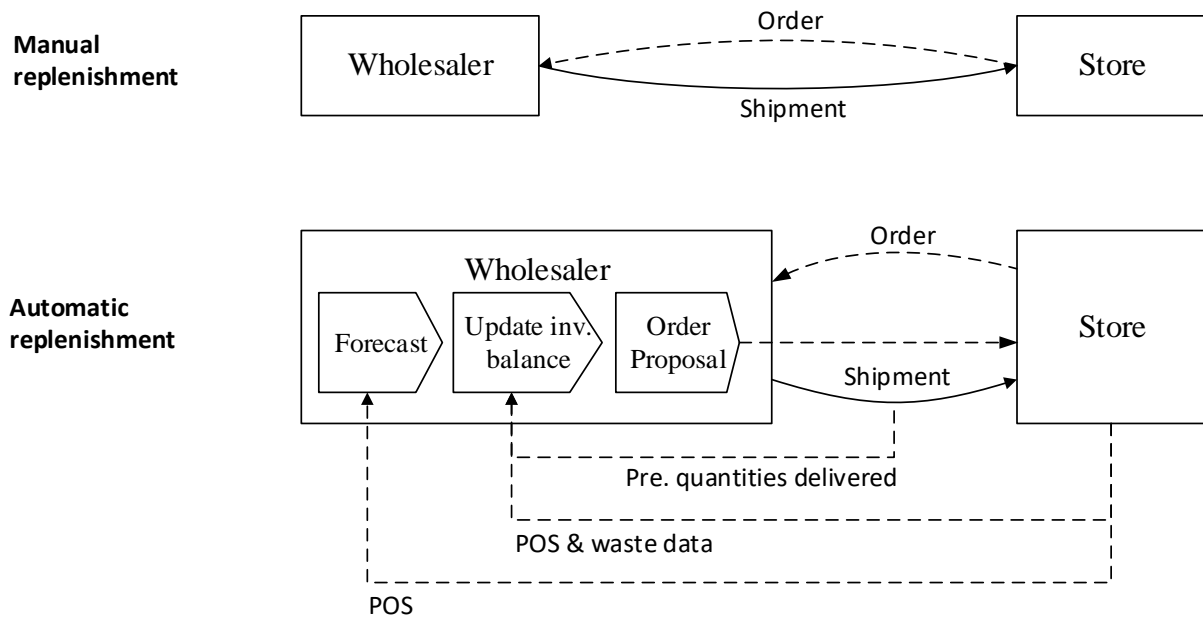 Manual
replenishment
Wholesaler
Order
Shipment
Store
Automatic
replenishment
Wholesaler
Forecast
Update inv.
balance
Order
Proposal
Order
Shipment
Store
Pre. quantities delivered
POS & waste data
POS